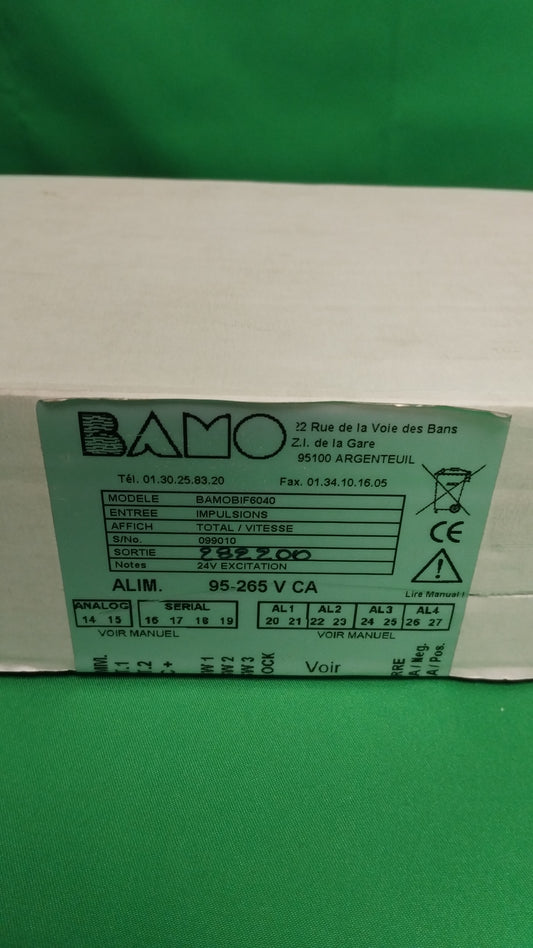 BAMO
22 Rue de la Voie des Bans
Z.I. de la Gare
95100 ARGENTEUIL
Tél. 01.30.25.83.20 Fax. 01.34.10.16.05
MODELE BAMOBIF6040
ENTREE IMPULSIONS
AFFICH TOTAL / VITESSE
S/No. 099010
SORTIE 282200
Notes 24V EXCITATION
CE
Lire Manuel !
ALIM. 95-265 V CA
ANALOG SERIAL AL1 AL2 AL3 AL4
14 15 16 17 18 19 20 21 22 23 24 25 26 27
VOIR MANUEL VOIR MANUEL
Voir